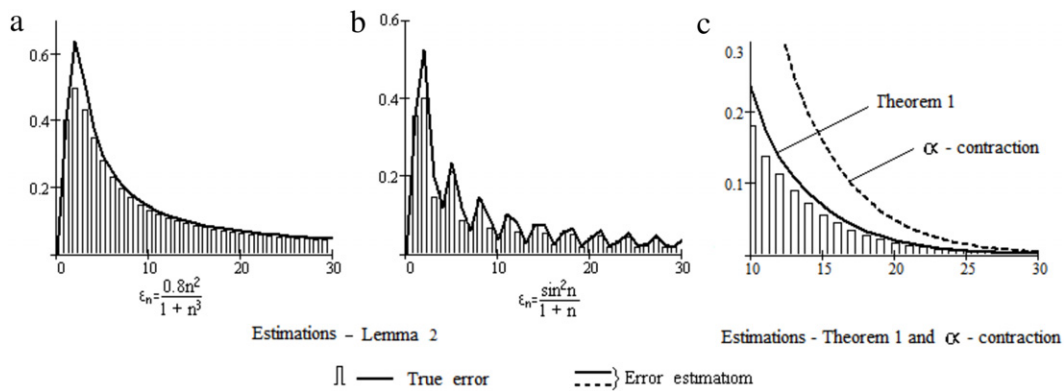 a
b
c
0.6
0.4
0.2
0
10
20
30
εₙ=0.8n²/1 + n³
0.6
0.4
0.2
0
10
20
30
εₙ=sin²n/1 + n
0.3
0.2
0.1
10
15
20
25
30
Theorem 1
α - contraction
Estimations - Lemma 2
Estimations - Theorem 1 and α - contraction
True error
Error estimatiom